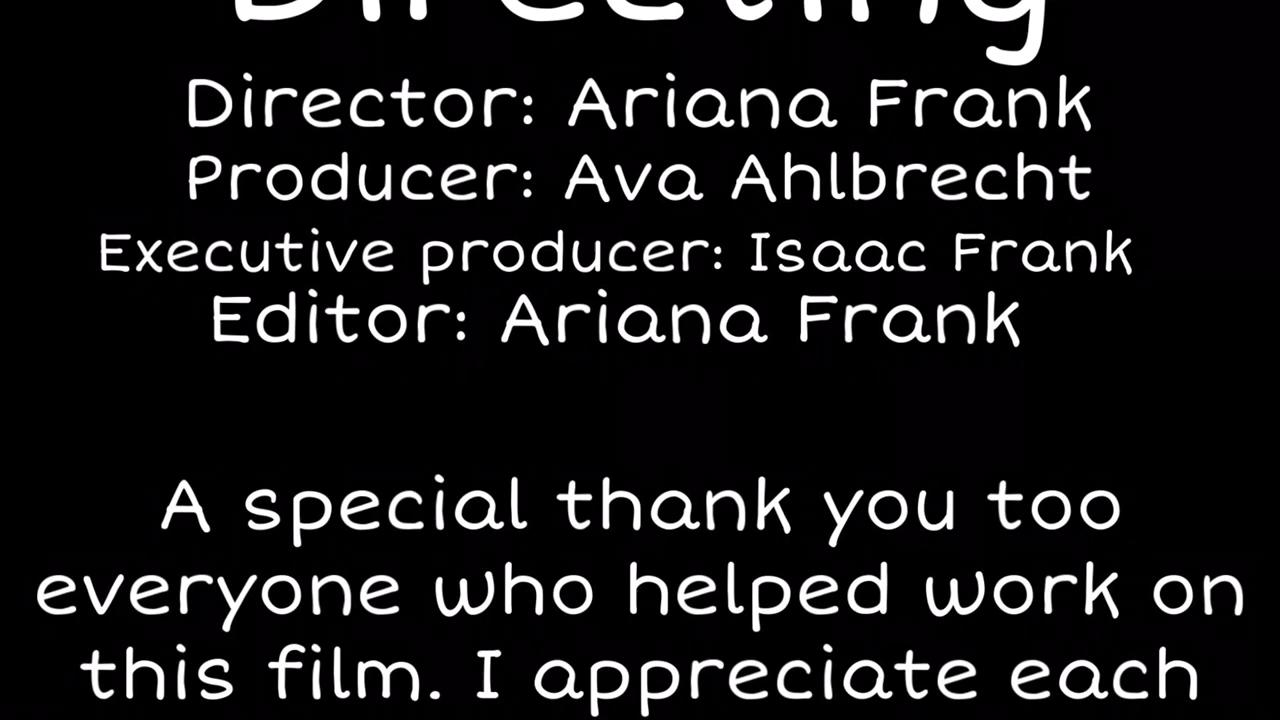 Directing
Director: Ariana Frank
Producer: Ava Ahlbrecht
Executive producer: Isaac Frank
Editor: Ariana Frank
A special thank you too
everyone who helped work on
this film. I appreciate each